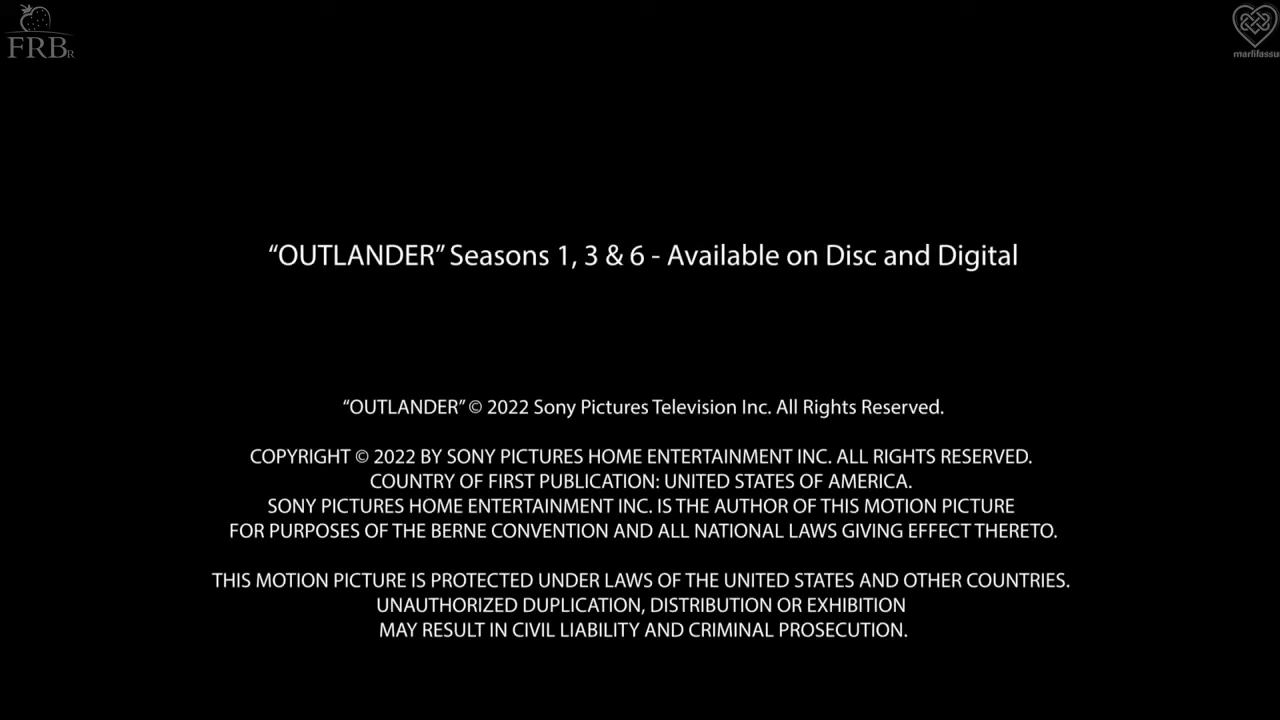 FRBR
marlifassu
“OUTLANDER” Seasons 1, 3 & 6 - Available on Disc and Digital
“OUTLANDER” © 2022 Sony Pictures Television Inc. All Rights Reserved.
COPYRIGHT © 2022 BY SONY PICTURES HOME ENTERTAINMENT INC. ALL RIGHTS RESERVED.
COUNTRY OF FIRST PUBLICATION: UNITED STATES OF AMERICA.
SONY PICTURES HOME ENTERTAINMENT INC. IS THE AUTHOR OF THIS MOTION PICTURE
FOR PURPOSES OF THE BERNE CONVENTION AND ALL NATIONAL LAWS GIVING EFFECT THERETO.
THIS MOTION PICTURE IS PROTECTED UNDER LAWS OF THE UNITED STATES AND OTHER COUNTRIES.
UNAUTHORIZED DUPLICATION, DISTRIBUTION OR EXHIBITION
MAY RESULT IN CIVIL LIABILITY AND CRIMINAL PROSECUTION.